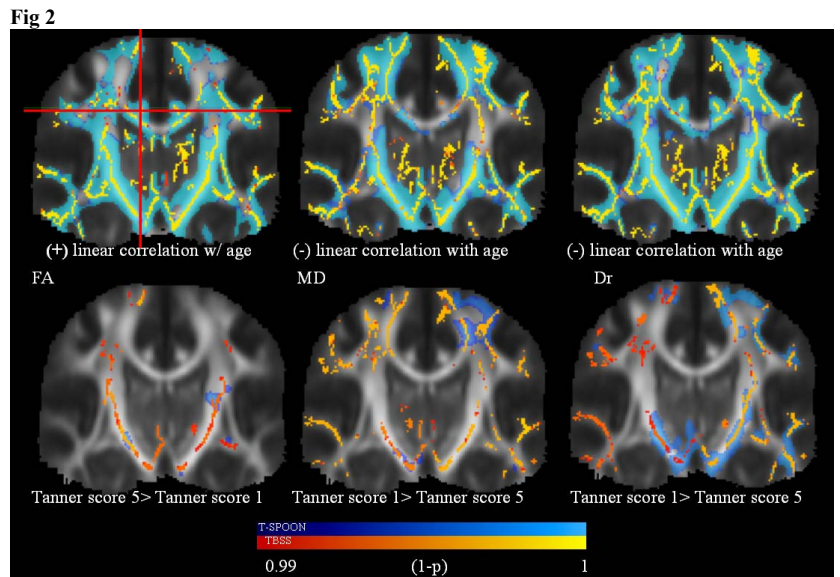 Fig 2
(+) linear correlation w/ age
(-) linear correlation with age
(-) linear correlation with age
FA
MD
Dr
Tanner score 5> Tanner score 1
Tanner score 1> Tanner score 5
Tanner score 1> Tanner score 5
T-SPOON
TBSS
0.99
(1-p)
1